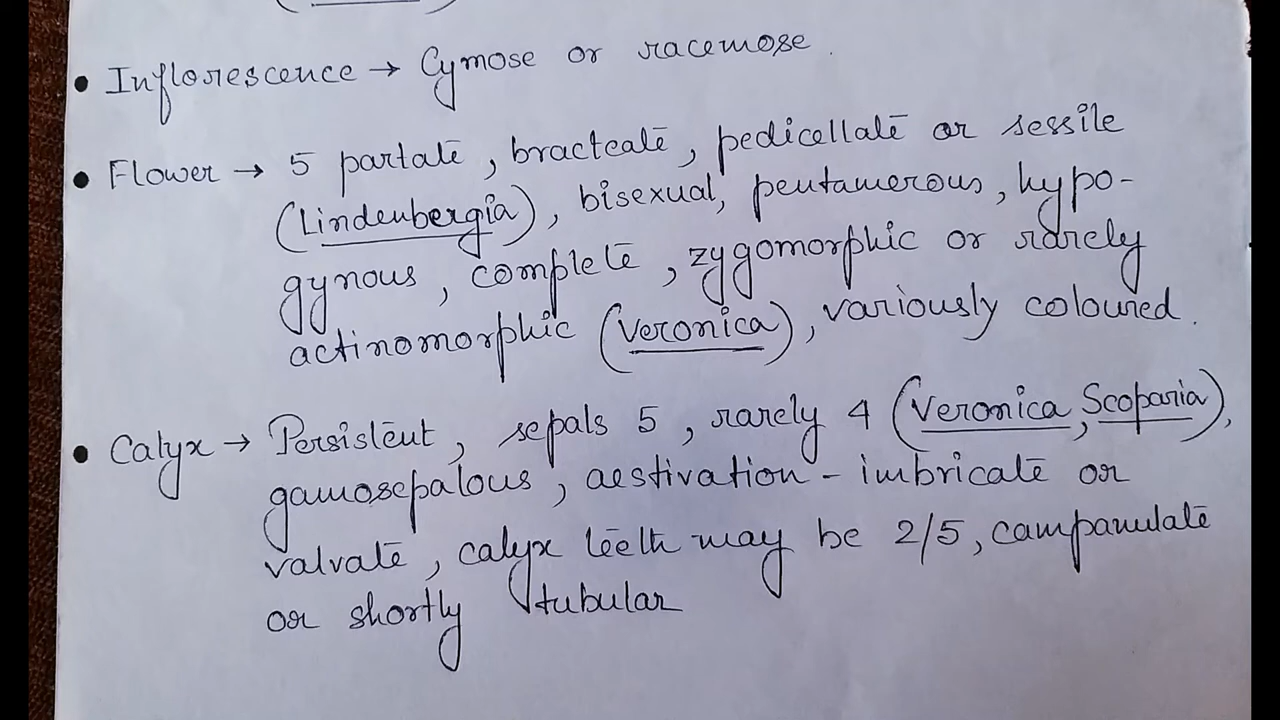 • Inflorescence → Cymose or racemose.
• Flower → 5 partate, bracteate, pedicellate or sessile
(Lindenbergia), bisexual, pentamerous, hypo-
gynous, complete, zygomorphic or rarely
actinomorphic (Veronica), variously coloured.
• Calyx → Persistent, sepals 5, rarely 4 (Veronica, Scoparia),
gamosepalous, aestivation - imbricate or
valvate, calyx teeth may be 2/5, campanulate
or shortly tubular